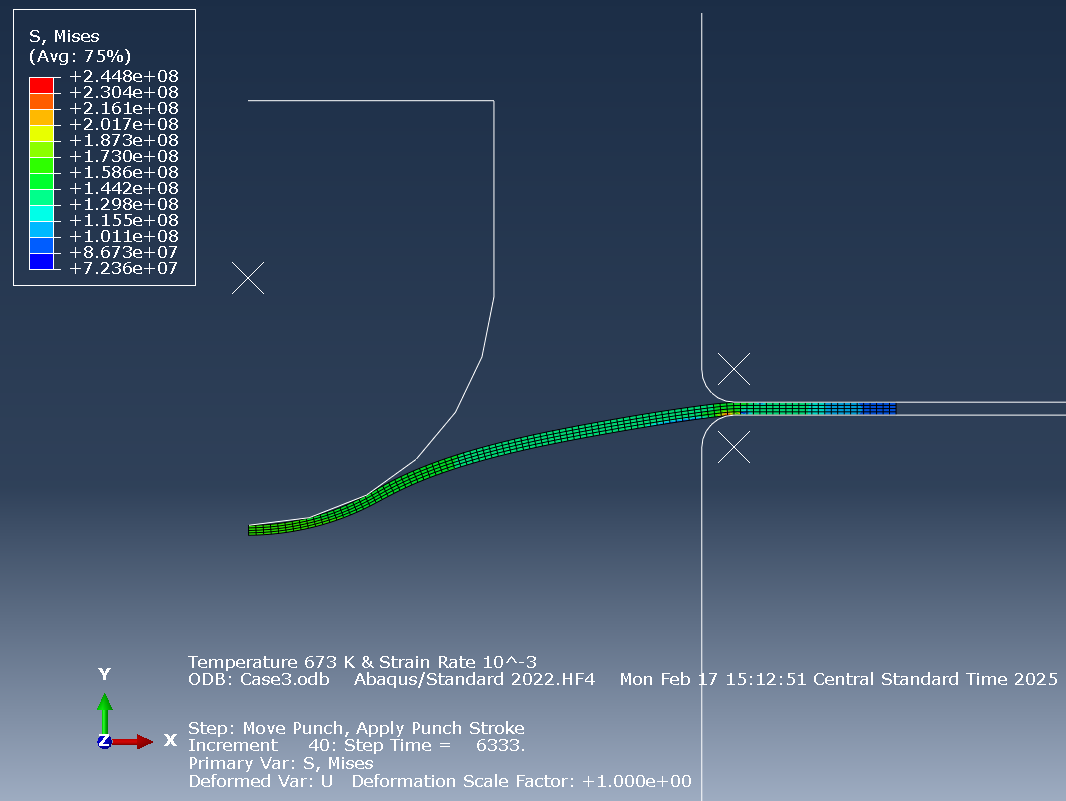 S, Mises
(Avg: 75%)
+2.448e+08
+2.304e+08
+2.161e+08
+2.017e+08
+1.873e+08
+1.730e+08
+1.586e+08
+1.442e+08
+1.298e+08
+1.155e+08
+1.011e+08
+8.673e+07
+7.236e+07
Temperature 673 K & Strain Rate 10^-3
ODB: Case3.odb    Abaqus/Standard 2022.HF4    Mon Feb 17 15:12:51 Central Standard Time 2025
Y
Z
X
Step: Move Punch, Apply Punch Stroke
Increment    40: Step Time =    6333.
Primary Var: S, Mises
Deformed Var: U   Deformation Scale Factor: +1.000e+00